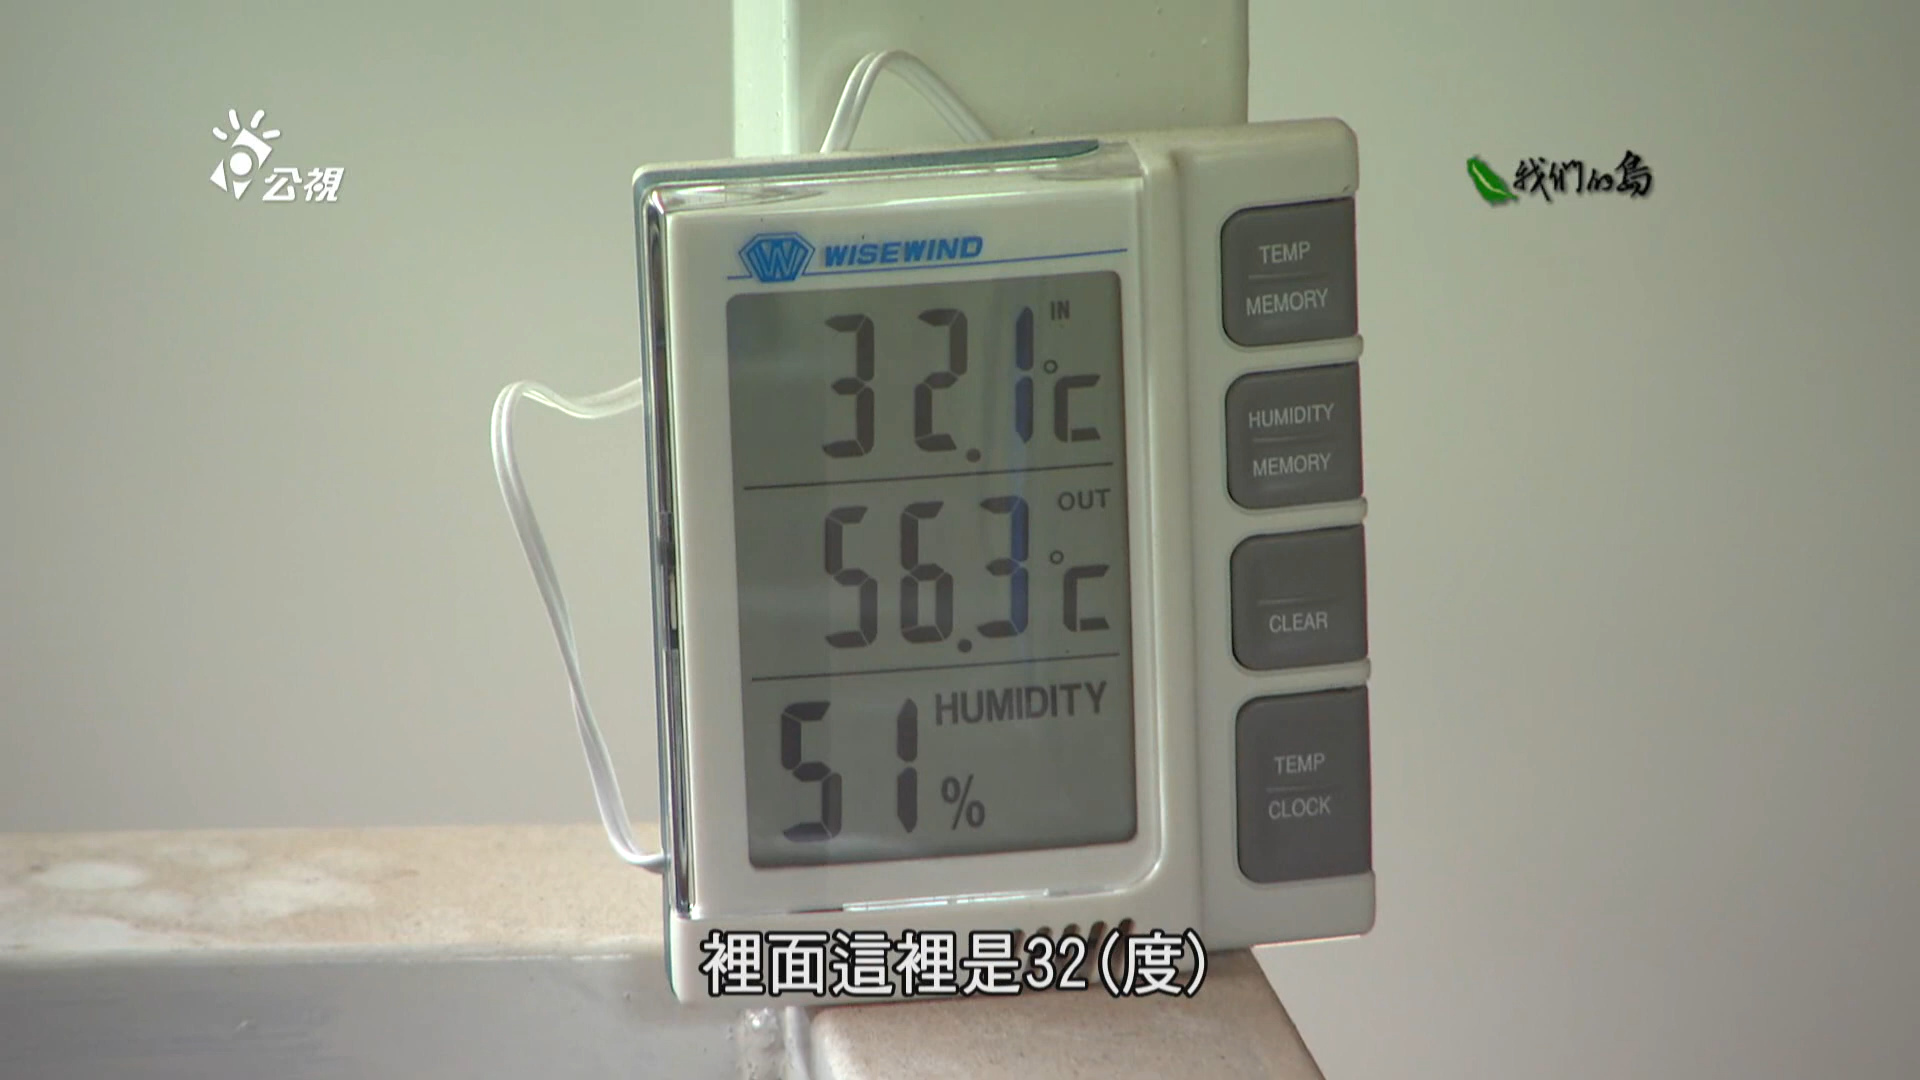 公視
我們的島
WISEWIND
32.1°C IN
56.3°C OUT
51% HUMIDITY
TEMP
MEMORY
HUMIDITY
MEMORY
CLEAR
TEMP
CLOCK
裡面這裡是32(度)